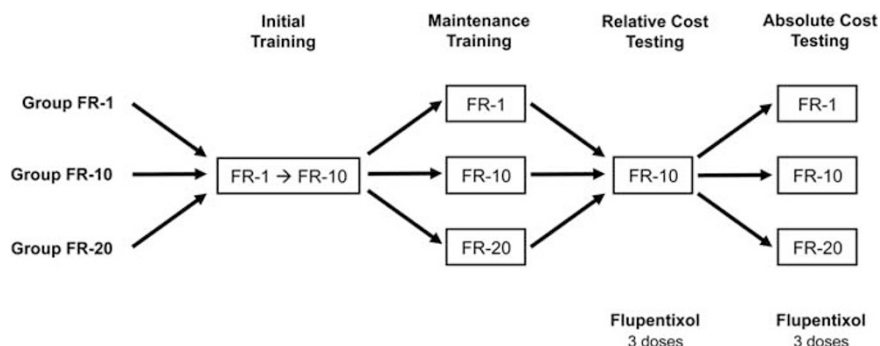 Initial Training
Maintenance Training
Relative Cost Testing
Absolute Cost Testing
Group FR-1
FR-1
FR-1
Group FR-10
FR-1 → FR-10
FR-10
FR-10
FR-10
Group FR-20
FR-20
FR-20
Flupentixol
3 doses
Flupentixol
3 doses